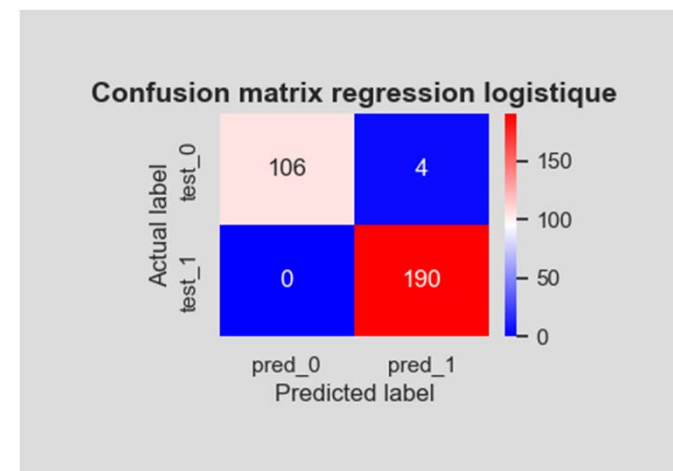 Confusion matrix regression logistique
Actual label
test_0
test_1
106
4
0
190
150
100
50
0
pred_0
pred_1
Predicted label